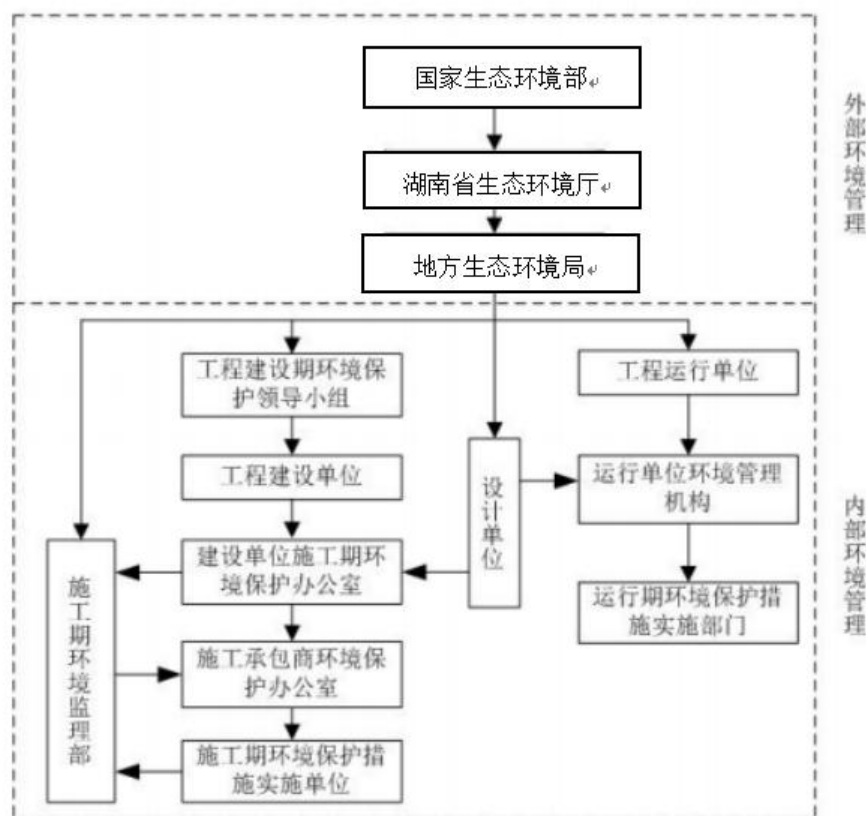 国家生态环境部
湖南省生态环境厅
地方生态环境局
外部环境管理
工程建设期环境保
护领导小组
工程建设单位
建设单位施工期环
境保护办公室
施工承包商环境保
护办公室
施工期环境保护措
施实施单位
施工期环境监理部
设计单位
工程运行单位
运行单位环境管理
机构
运行期环境保护措
施实施部门
内部环境管理